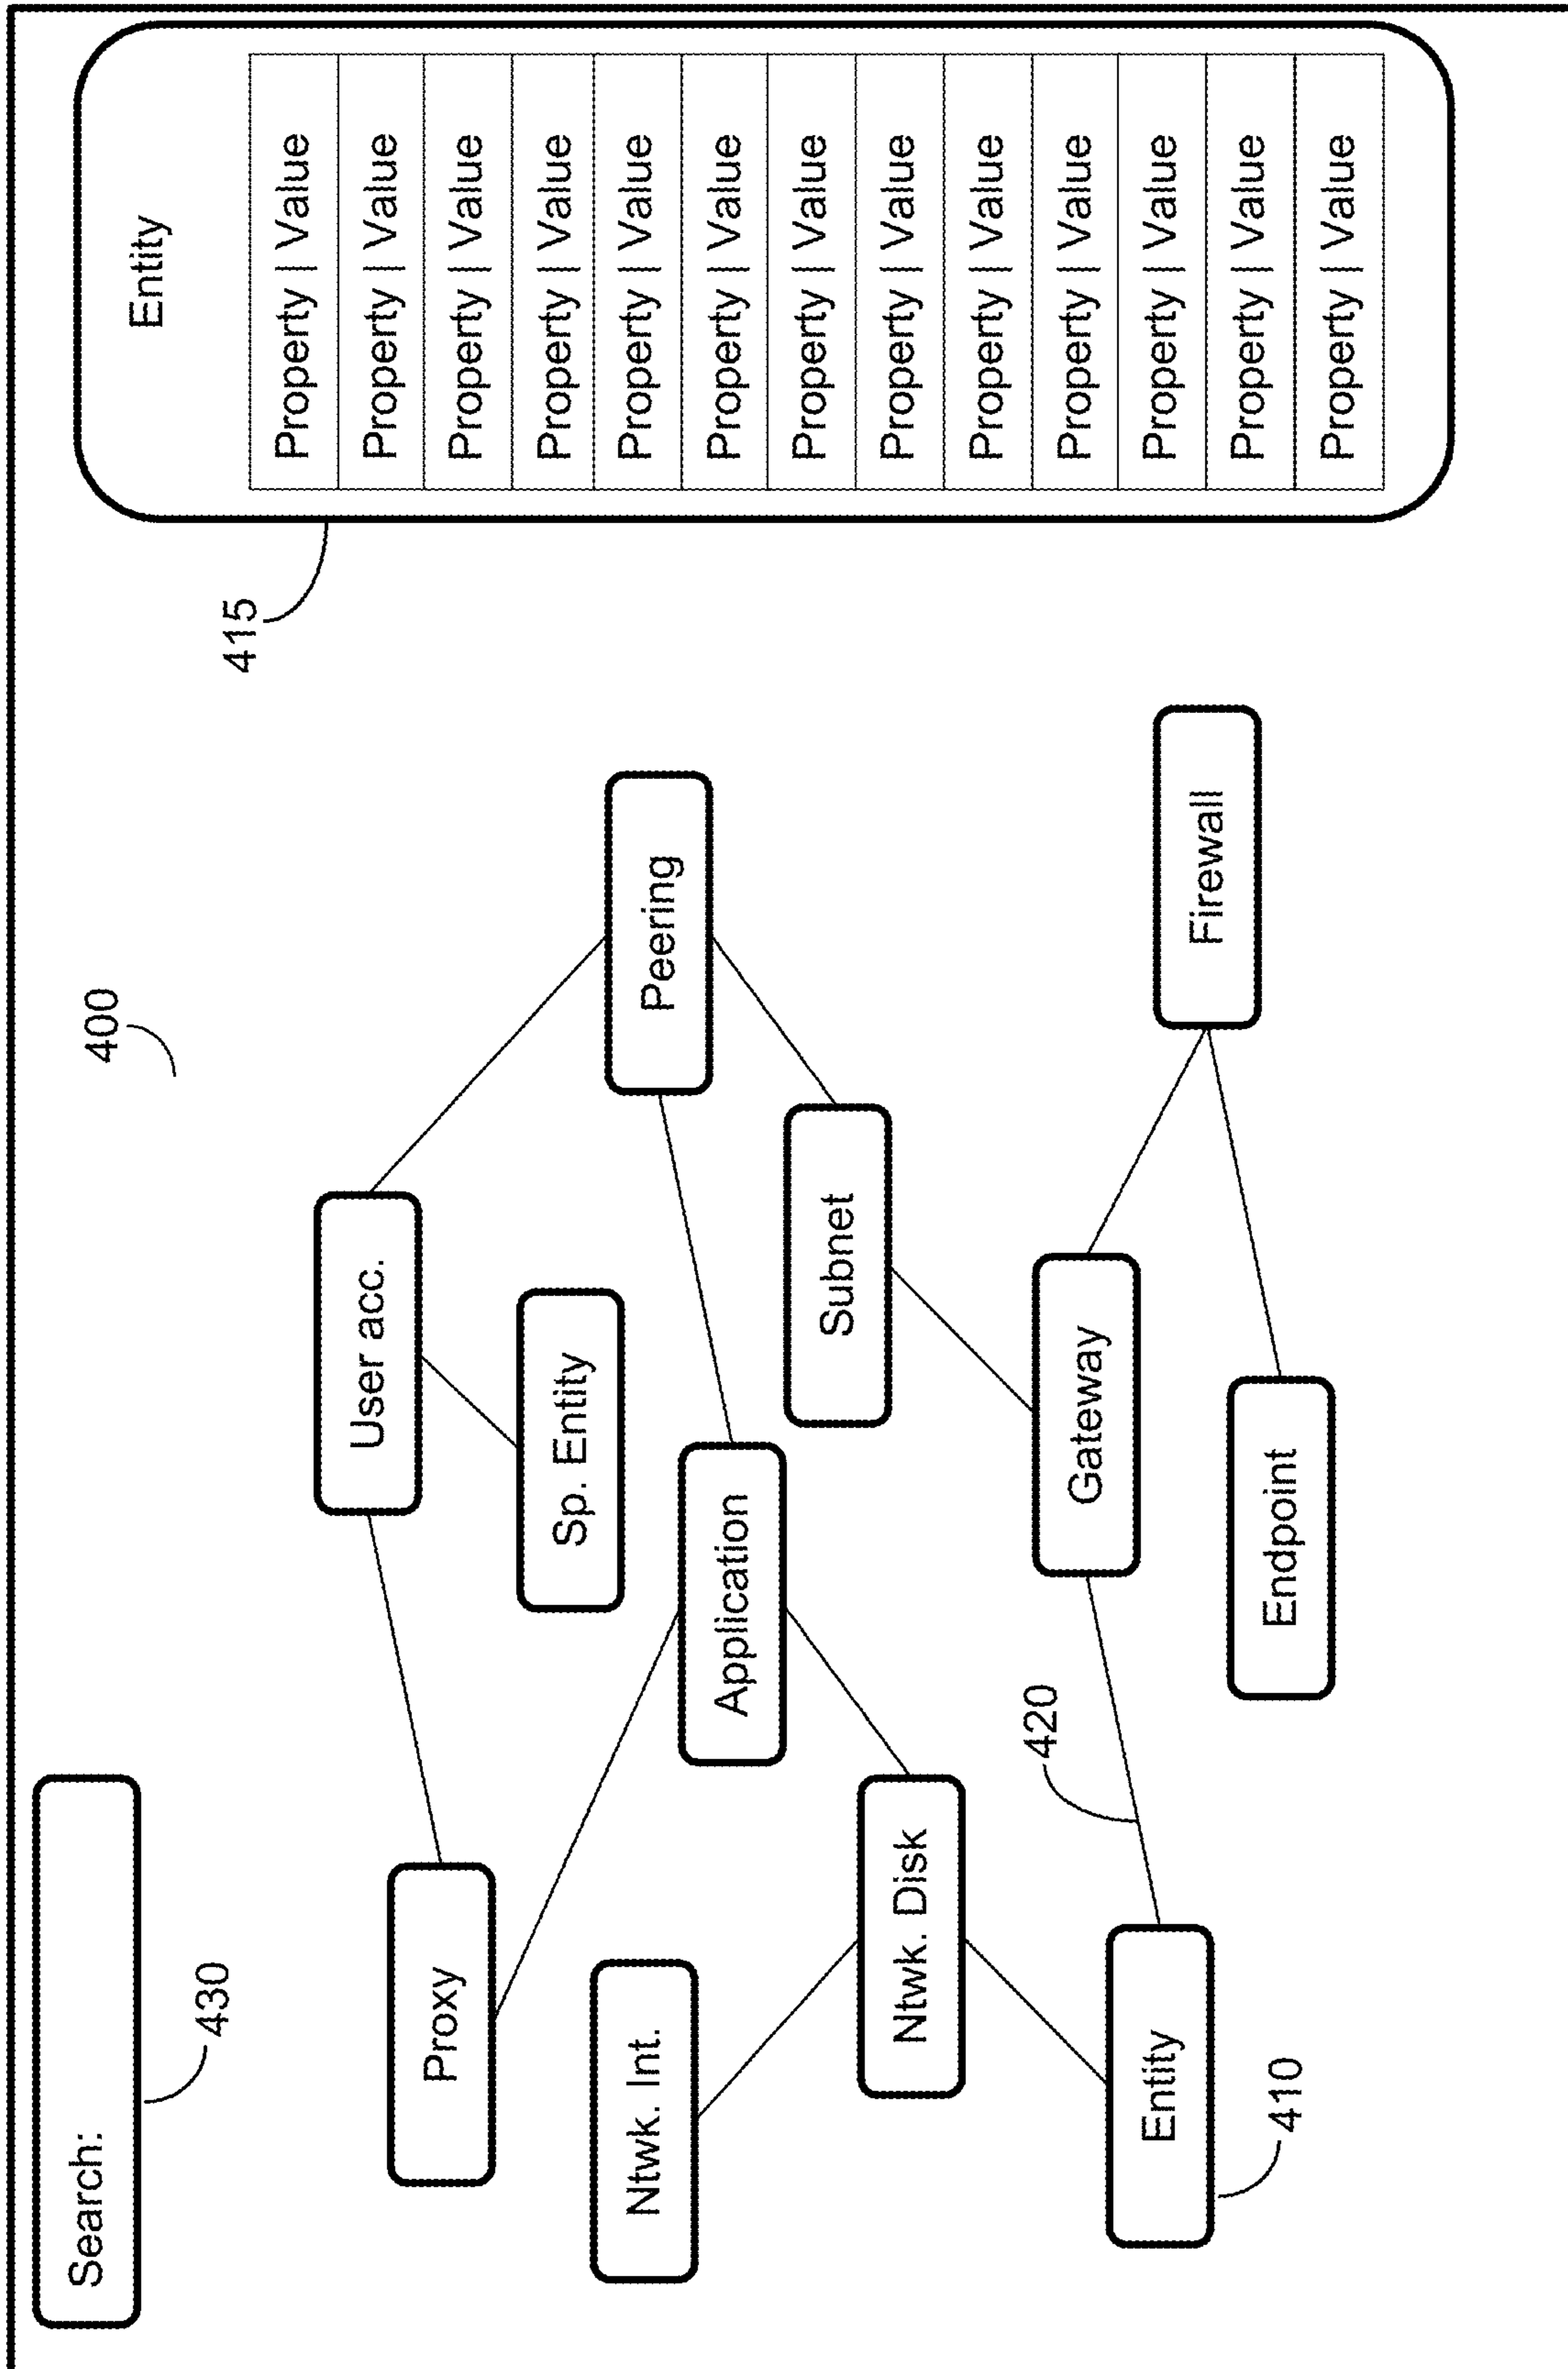 Search:
430
400
Entity
Property | Value
Property | Value
Property | Value
Property | Value
Property | Value
Property | Value
Property | Value
Property | Value
Property | Value
Property | Value
Property | Value
Property | Value
Property | Value
415
User acc.
Proxy
Sp. Entity
Ntwk. Int.
Peering
Application
Subnet
Ntwk. Disk
420
Gateway
Entity
Firewall
Endpoint
410